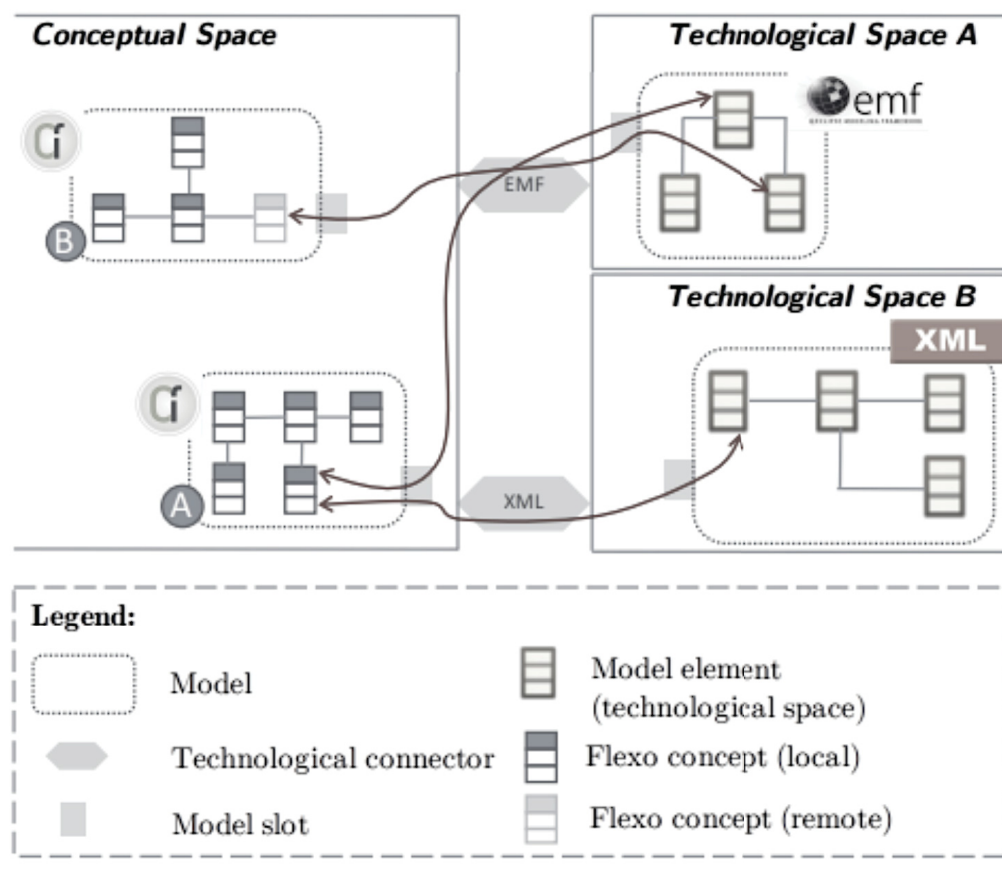 Conceptual Space
Technological Space A
emf
EMF
B
Technological Space B
XML
A
XML
Legend:
Model
Model element
(technological space)
Technological connector
Flexo concept (local)
Model slot
Flexo concept (remote)